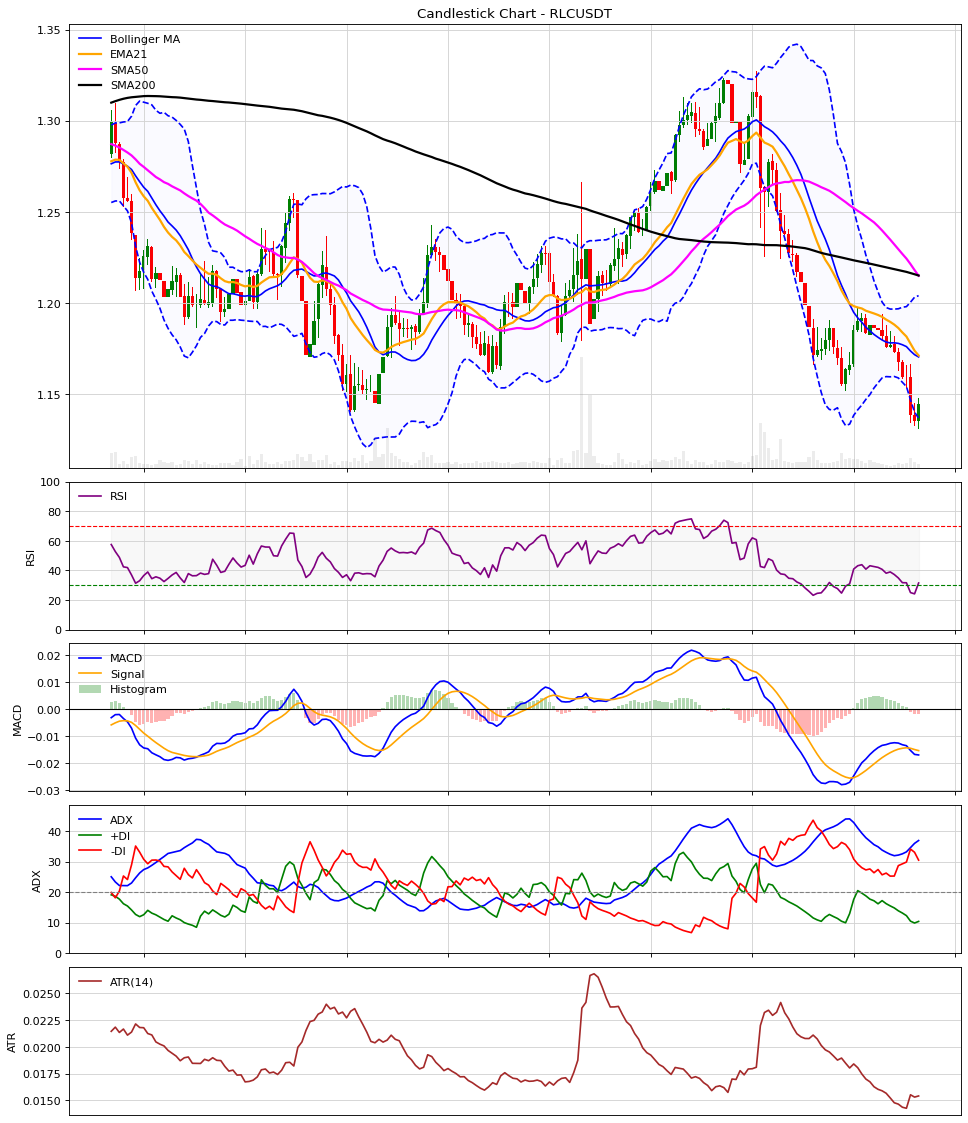 Candlestick Chart - RLCUSDT
Bollinger MA
EMA21
SMA50
SMA200
1.35
1.30
1.25
1.20
1.15
RSI
RSI
100
80
60
40
20
0
MACD
Signal
Histogram
MACD
0.02
0.01
0.00
−0.01
−0.02
−0.03
ADX
+DI
-DI
ADX
40
30
20
10
0
ATR(14)
ATR
0.0250
0.0225
0.0200
0.0175
0.0150